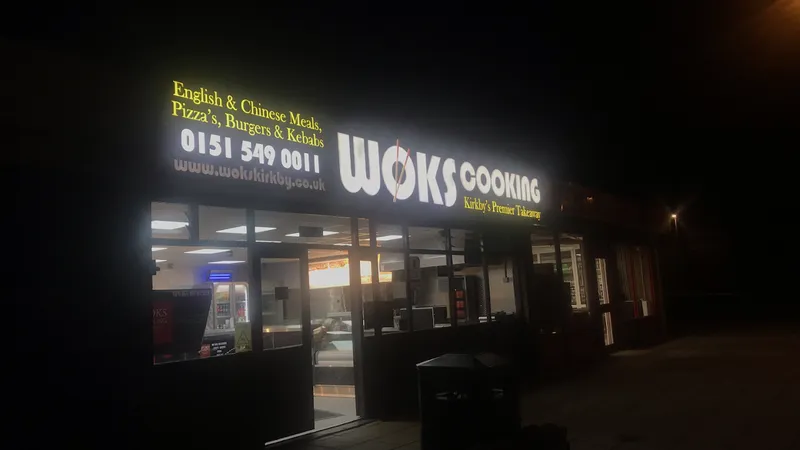 English & Chinese Meals,
Pizza's, Burgers & Kebabs
0151 549 0011
www.wokskirkby.co.uk
WOKS COOKING
Kirkby's Premier Takeaway